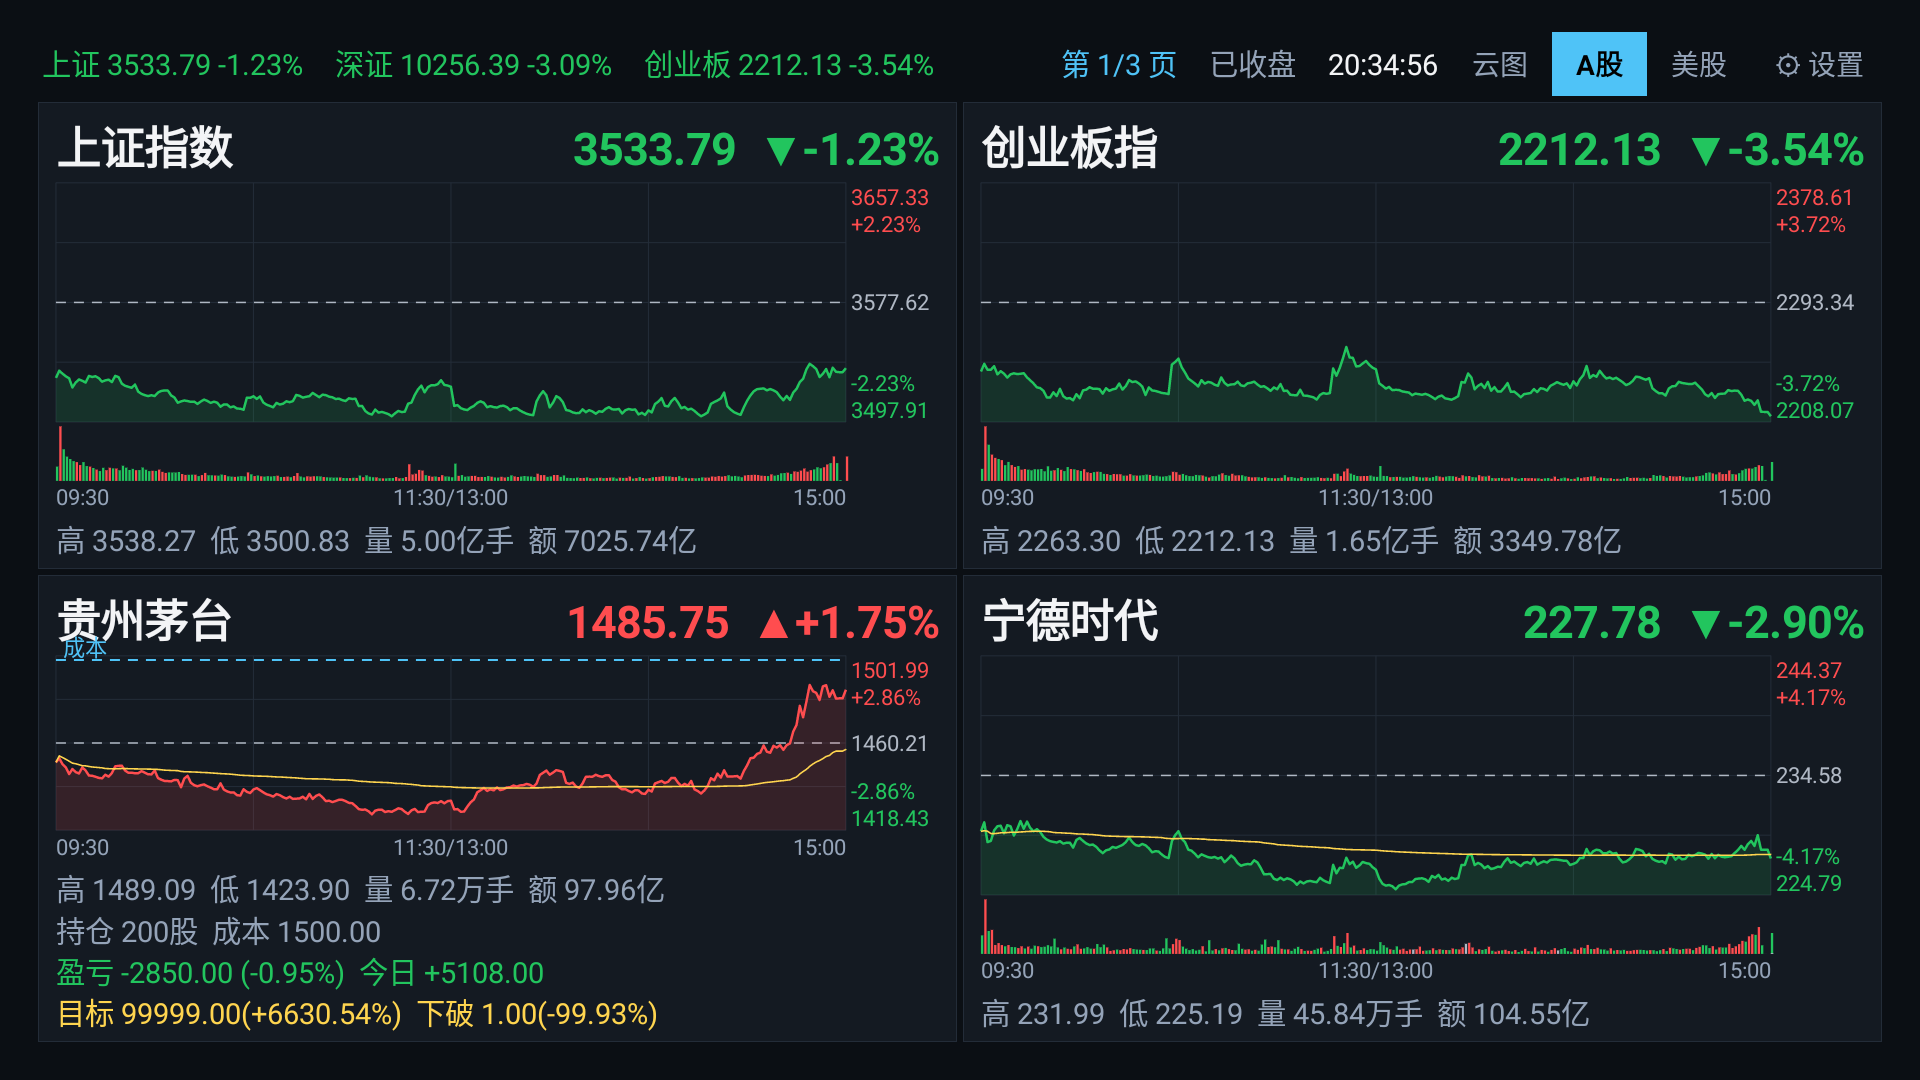 上证 3533.79 -1.23% 深证 10256.39 -3.09% 创业板 2212.13 -3.54% 第 1/3 页 已收盘 20:34:56 云图 A股 美股 设置
上证指数 3533.79 ▼-1.23%
3657.33
+2.23%
3577.62
-2.23%
3497.91
09:30 11:30/13:00 15:00
高 3538.27 低 3500.83 量 5.00亿手 额 7025.74亿
创业板指 2212.13 ▼-3.54%
2378.61
+3.72%
2293.34
-3.72%
2208.07
09:30 11:30/13:00 15:00
高 2263.30 低 2212.13 量 1.65亿手 额 3349.78亿
贵州茅台 1485.75 ▲+1.75%
成本
1501.99
+2.86%
1460.21
-2.86%
1418.43
09:30 11:30/13:00 15:00
高 1489.09 低 1423.90 量 6.72万手 额 97.96亿
持仓 200股 成本 1500.00
盈亏 -2850.00 (-0.95%) 今日 +5108.00
目标 99999.00(+6630.54%) 下破 1.00(-99.93%)
宁德时代 227.78 ▼-2.90%
244.37
+4.17%
234.58
-4.17%
224.79
09:30 11:30/13:00 15:00
高 231.99 低 225.19 量 45.84万手 额 104.55亿